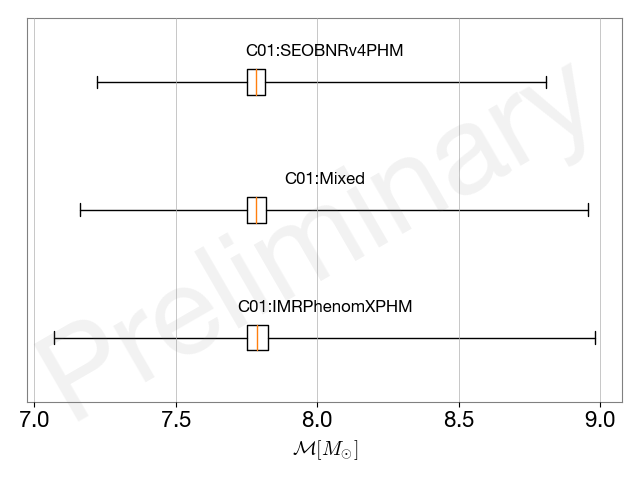 C01:SEOBNRv4PHM
C01:Mixed
C01:IMRPhenomXPHM
Preliminary
7.0 7.5 8.0 8.5 9.0
ℳ[M☉]